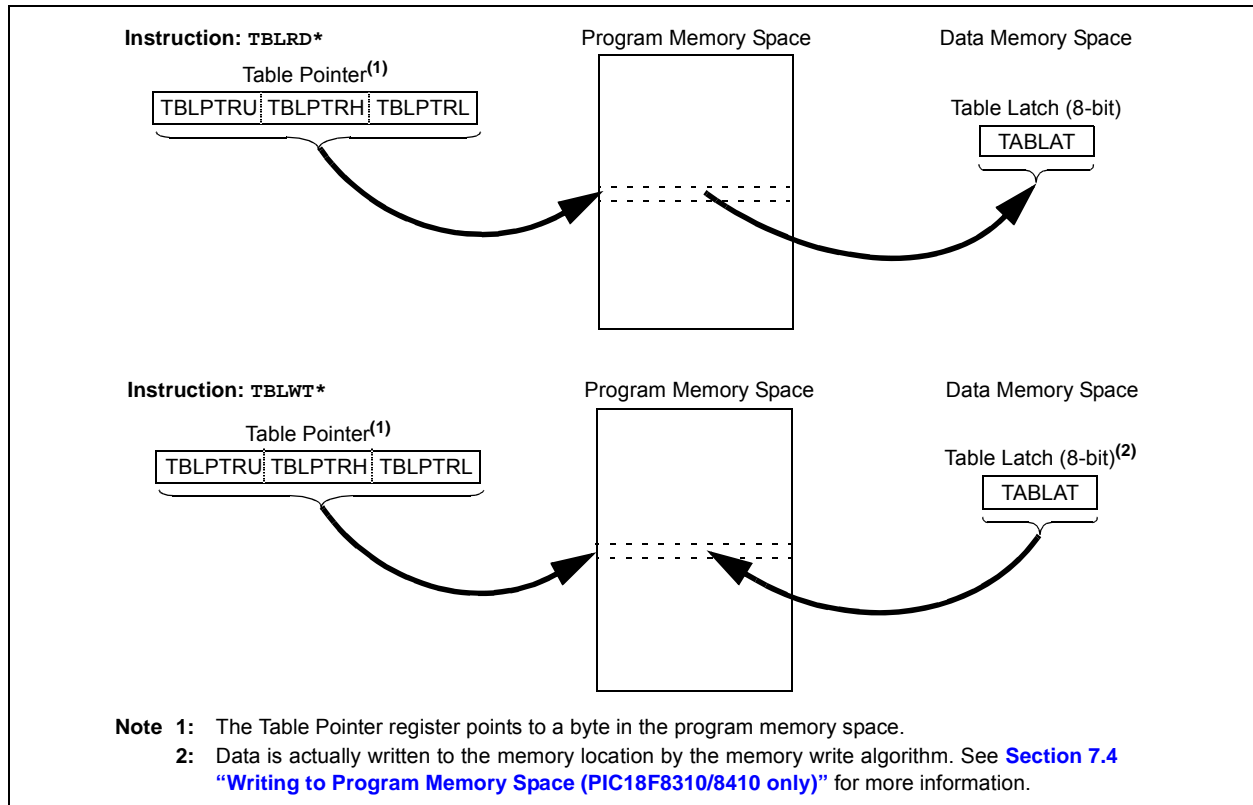 Instruction: TBLRD* Program Memory Space Data Memory Space
Table Pointer(1)
TBLPTRU TBLPTRH TBLPTRL
Table Latch (8-bit)
TABLAT
Instruction: TBLWT* Program Memory Space Data Memory Space
Table Pointer(1)
TBLPTRU TBLPTRH TBLPTRL
Table Latch (8-bit)(2)
TABLAT
Note 1: The Table Pointer register points to a byte in the program memory space.
2: Data is actually written to the memory location by the memory write algorithm. See Section 7.4
“Writing to Program Memory Space (PIC18F8310/8410 only)” for more information.